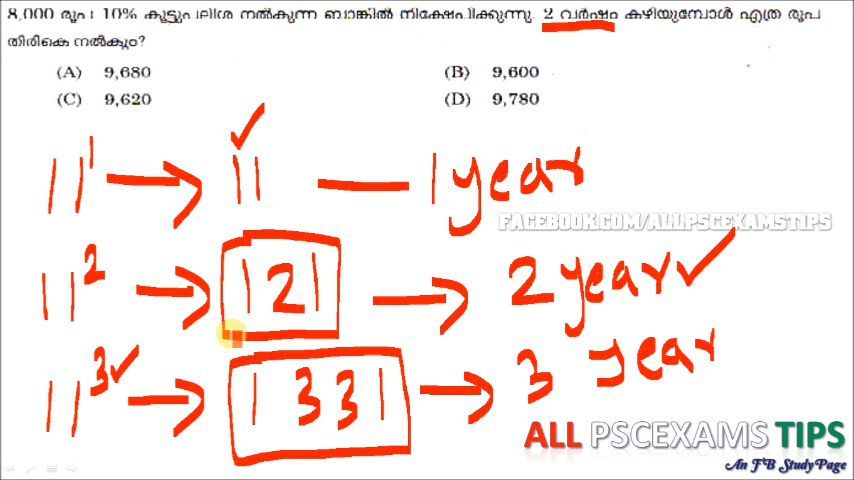 8,000 രൂപ 10% കൂട്ടുപലിശ നൽകുന്ന ബാങ്കിൽ നിക്ഷേപിക്കുന്നു. 2 വർഷം കഴിയുമ്പോൾ എത്ര രൂപ
തിരികെ നൽകും?
(A) 9,680 (B) 9,600
(C) 9,620 (D) 9,780
11¹ → 11 — 1 year
FACEBOOK.COM/ALLPSCEXAMSTIPS
11² → 121 → 2 year
11³ → 1331 → 3 year
ALL PSCEXAMS TIPS
An FB StudyPage